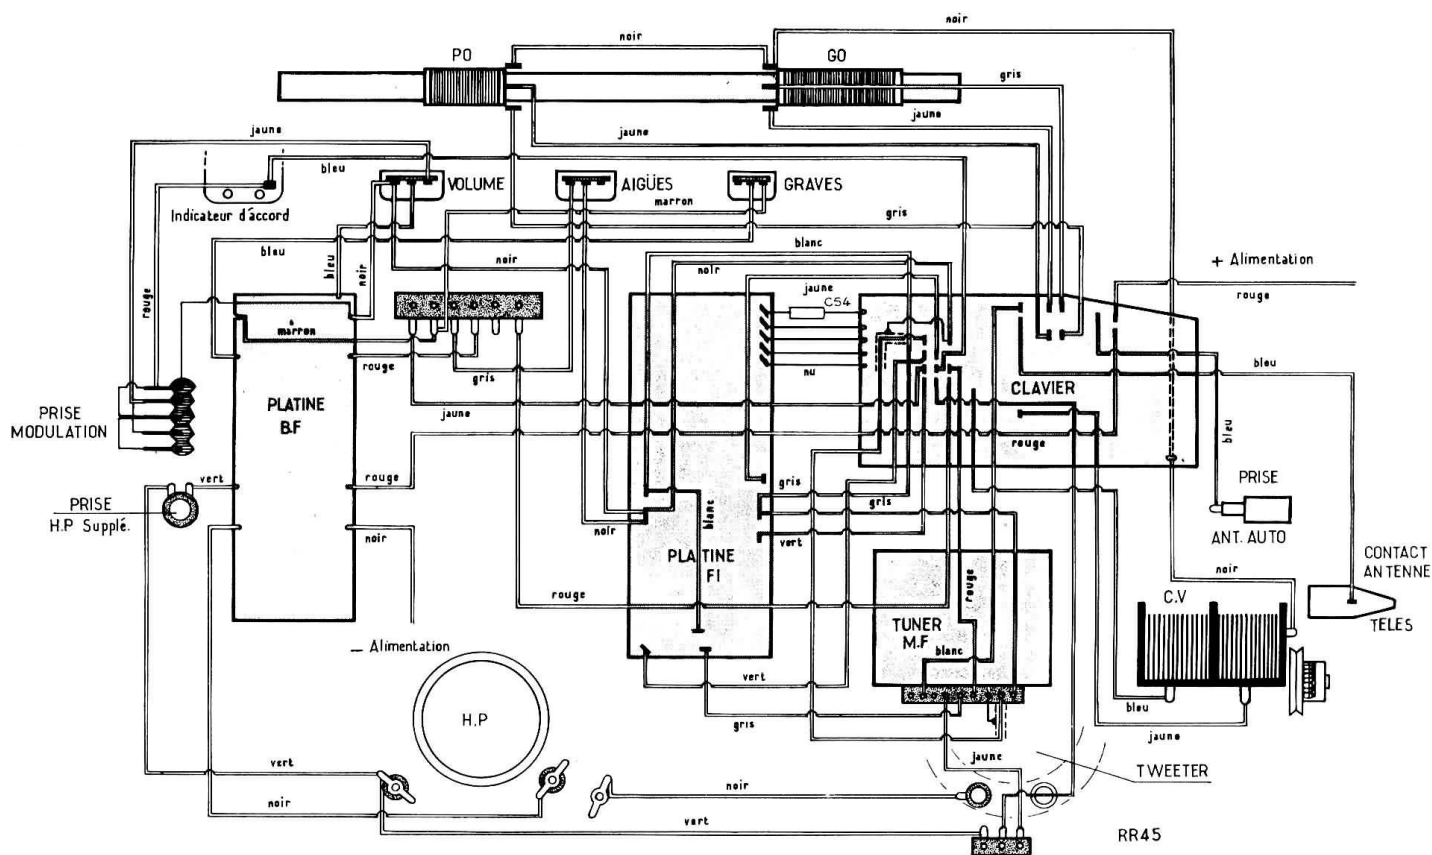 noir
noir
PO
GO
gris
jaune
jaune
jaune
bleu
VOLUME
AIGÜES
GRAVES
marron
Indicateur d'accord
gris
blanc
bleu
bleu
noir
noir
noir
+ Alimentation
rouge
jaune
C54
rouge
à marron
rouge
gris
nu
bleu
CLAVIER
PRISE
MODULATION
PLATINE
B.F
jaune
rouge
bleu
vert
rouge
gris
PRISE
PRISE
H.P Supplé.
noir
noir
blanc
gris
vert
ANT. AUTO
PLATINE
FI
CONTACT
ANTENNE
noir
rouge
rouge
C.V
TELES
TUNER
M.F
blanc
— Alimentation
vert
bleu
H.P
gris
jaune
jaune
vert
TWEETER
noir
noir
vert
RR45